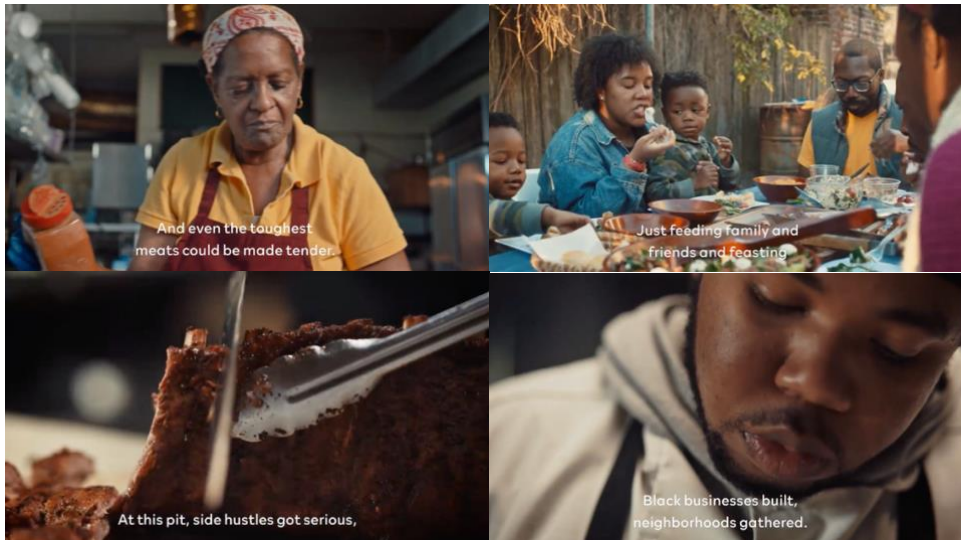 And even the toughest
meats could be made tender.
Just feeding family and
friends and feasting
At this pit, side hustles got serious,
Black businesses built,
neighborhoods gathered.